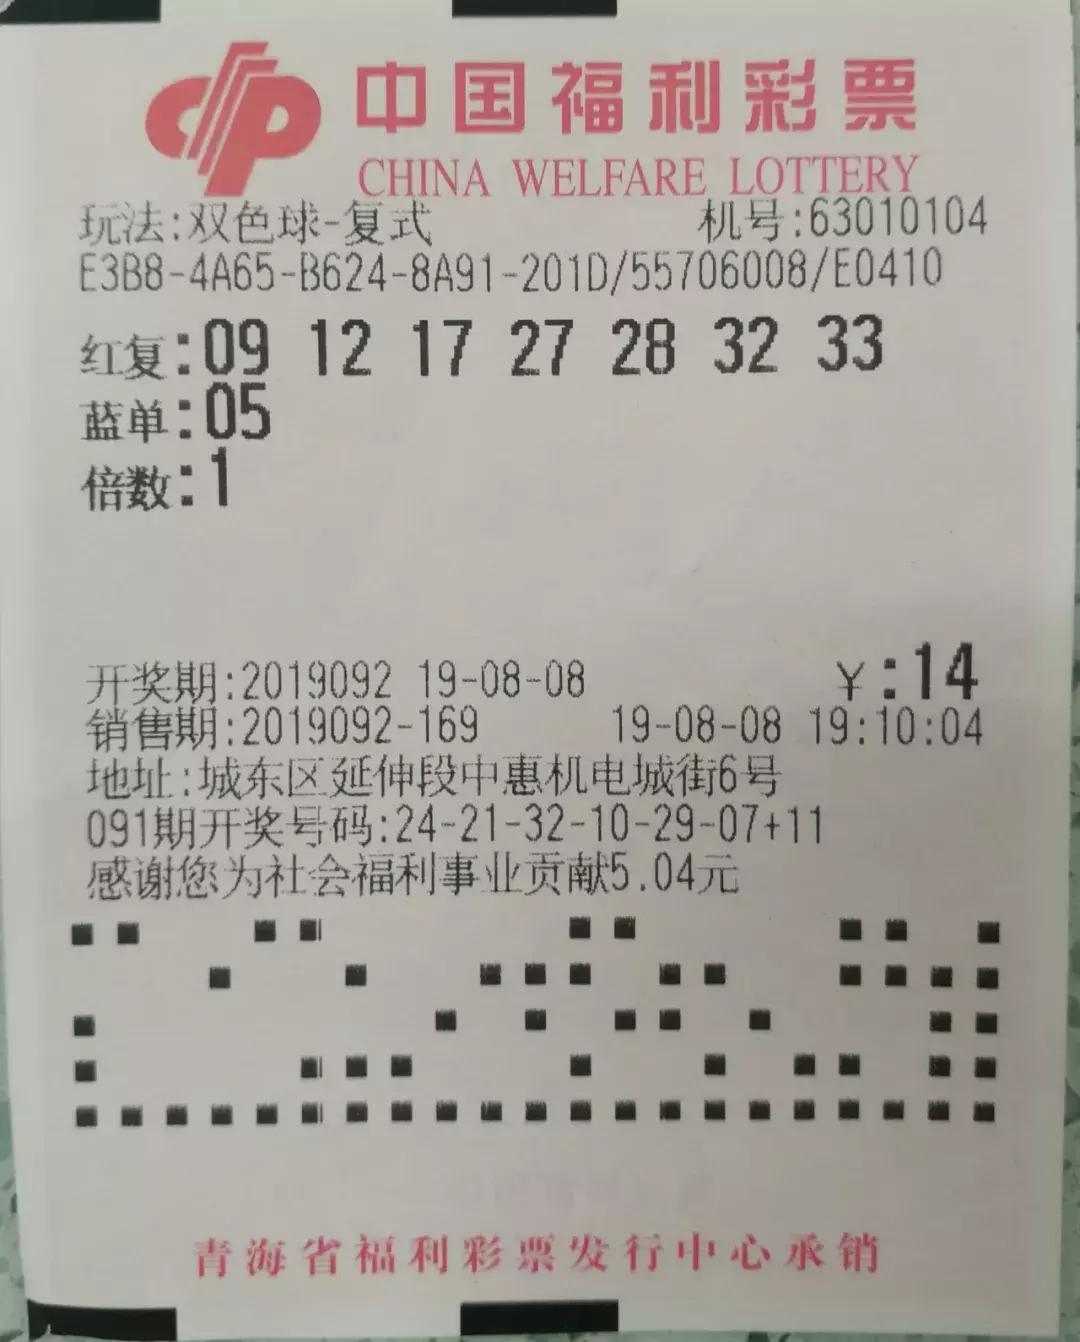 中国福利彩票
CHINA WELFARE LOTTERY
玩法:双色球-复式 机号:63010104
E3B8-4A65-B624-8A91-201D/55706008/E0410
红复:09 12 17 27 28 32 33
蓝单:05
倍数:1
开奖期:2019092 19-08-08 ¥:14
销售期:2019092-169 19-08-08 19:10:04
地址:城东区延伸段中惠机电城街6号
091期开奖号码:24-21-32-10-29-07+11
感谢您为社会福利事业贡献5.04元
青海省福利彩票发行中心承销